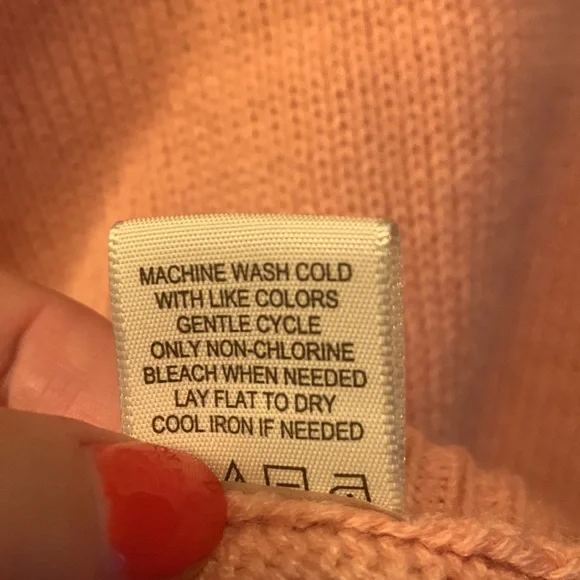 MACHINE WASH COLD
WITH LIKE COLORS
GENTLE CYCLE
ONLY NON-CHLORINE
BLEACH WHEN NEEDED
LAY FLAT TO DRY
COOL IRON IF NEEDED